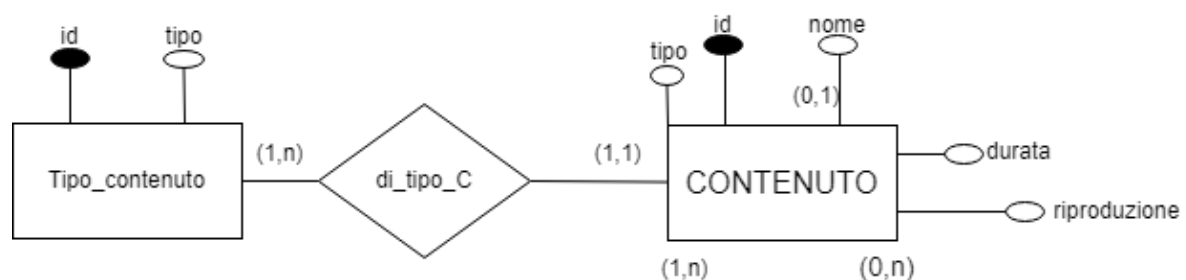 id
tipo
id
nome
tipo
(0,1)
(1,n)
(1,1)
durata
Tipo_contenuto
di_tipo_C
CONTENUTO
riproduzione
(1,n)
(0,n)